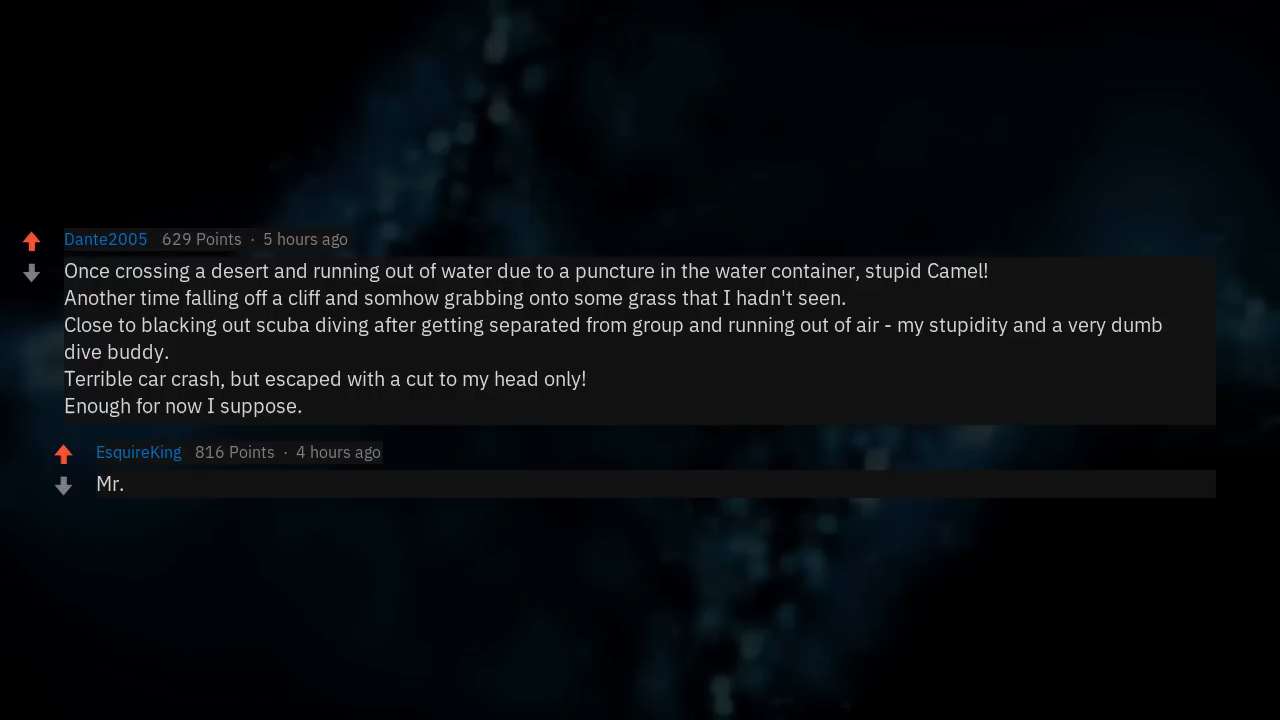 Dante2005 629 Points · 5 hours ago
Once crossing a desert and running out of water due to a puncture in the water container, stupid Camel!
Another time falling off a cliff and somhow grabbing onto some grass that I hadn't seen.
Close to blacking out scuba diving after getting separated from group and running out of air - my stupidity and a very dumb
dive buddy.
Terrible car crash, but escaped with a cut to my head only!
Enough for now I suppose.
EsquireKing 816 Points · 4 hours ago
Mr.